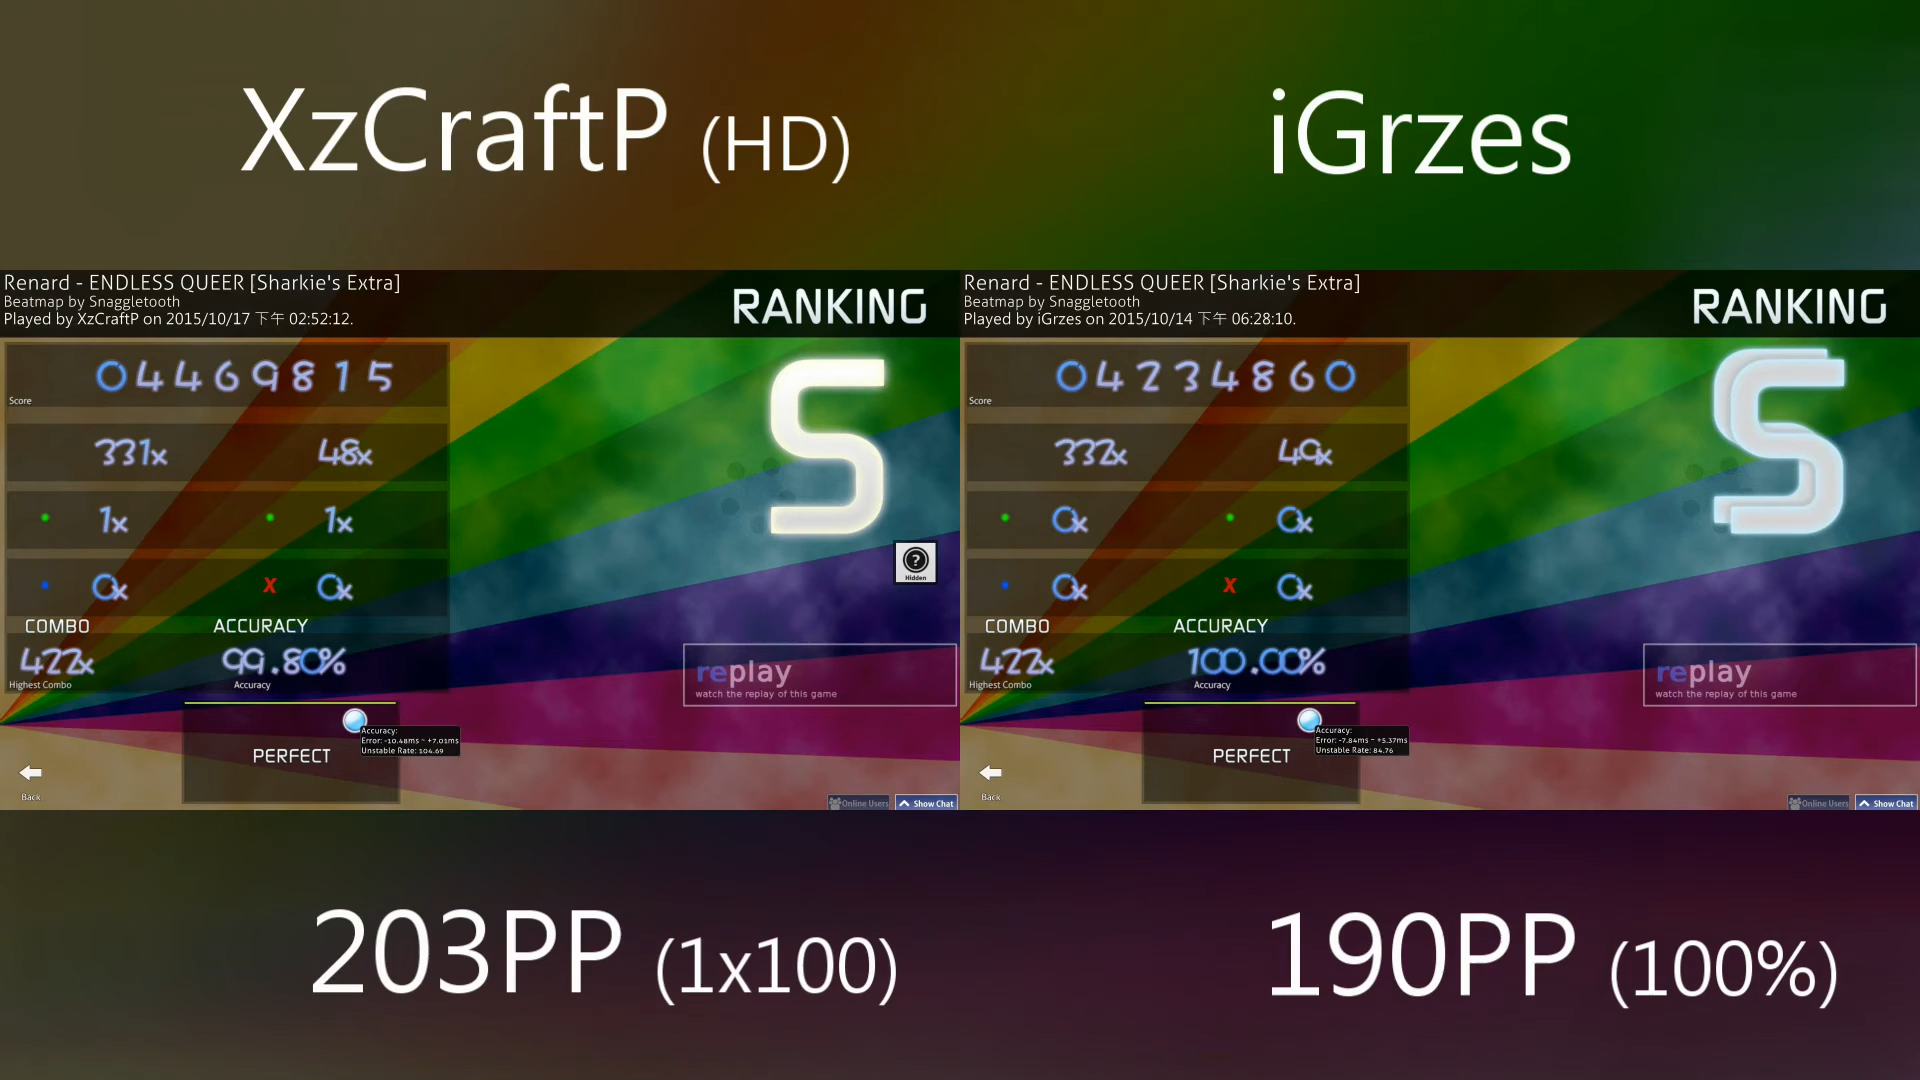 XzCraftP (HD)
iGrzes
Renard - ENDLESS QUEER [Sharkie's Extra]
Beatmap by Snaggletooth
Played by XzCraftP on 2015/10/17 下午 02:52:12.
RANKING
04469815
Score
331x 48x
1x 1x
0x X 0x
COMBO ACCURACY
422x 99.80%
Highest Combo Accuracy
S
? 
Hidden
replay
watch the replay of this game
PERFECT
Accuracy:
Error: -10.48ms ~ +7.01ms
Unstable Rate: 104.69
Back
Online Users Show Chat
Renard - ENDLESS QUEER [Sharkie's Extra]
Beatmap by Snaggletooth
Played by iGrzes on 2015/10/14 下午 06:28:10.
RANKING
04234860
Score
332x 49x
0x 0x
0x X 0x
COMBO ACCURACY
422x 100.00%
Highest Combo Accuracy
S
replay
watch the replay of this game
PERFECT
Accuracy:
Error: -7.84ms ~ +5.37ms
Unstable Rate: 84.76
Back
Online Users Show Chat
203PP (1x100)
190PP (100%)